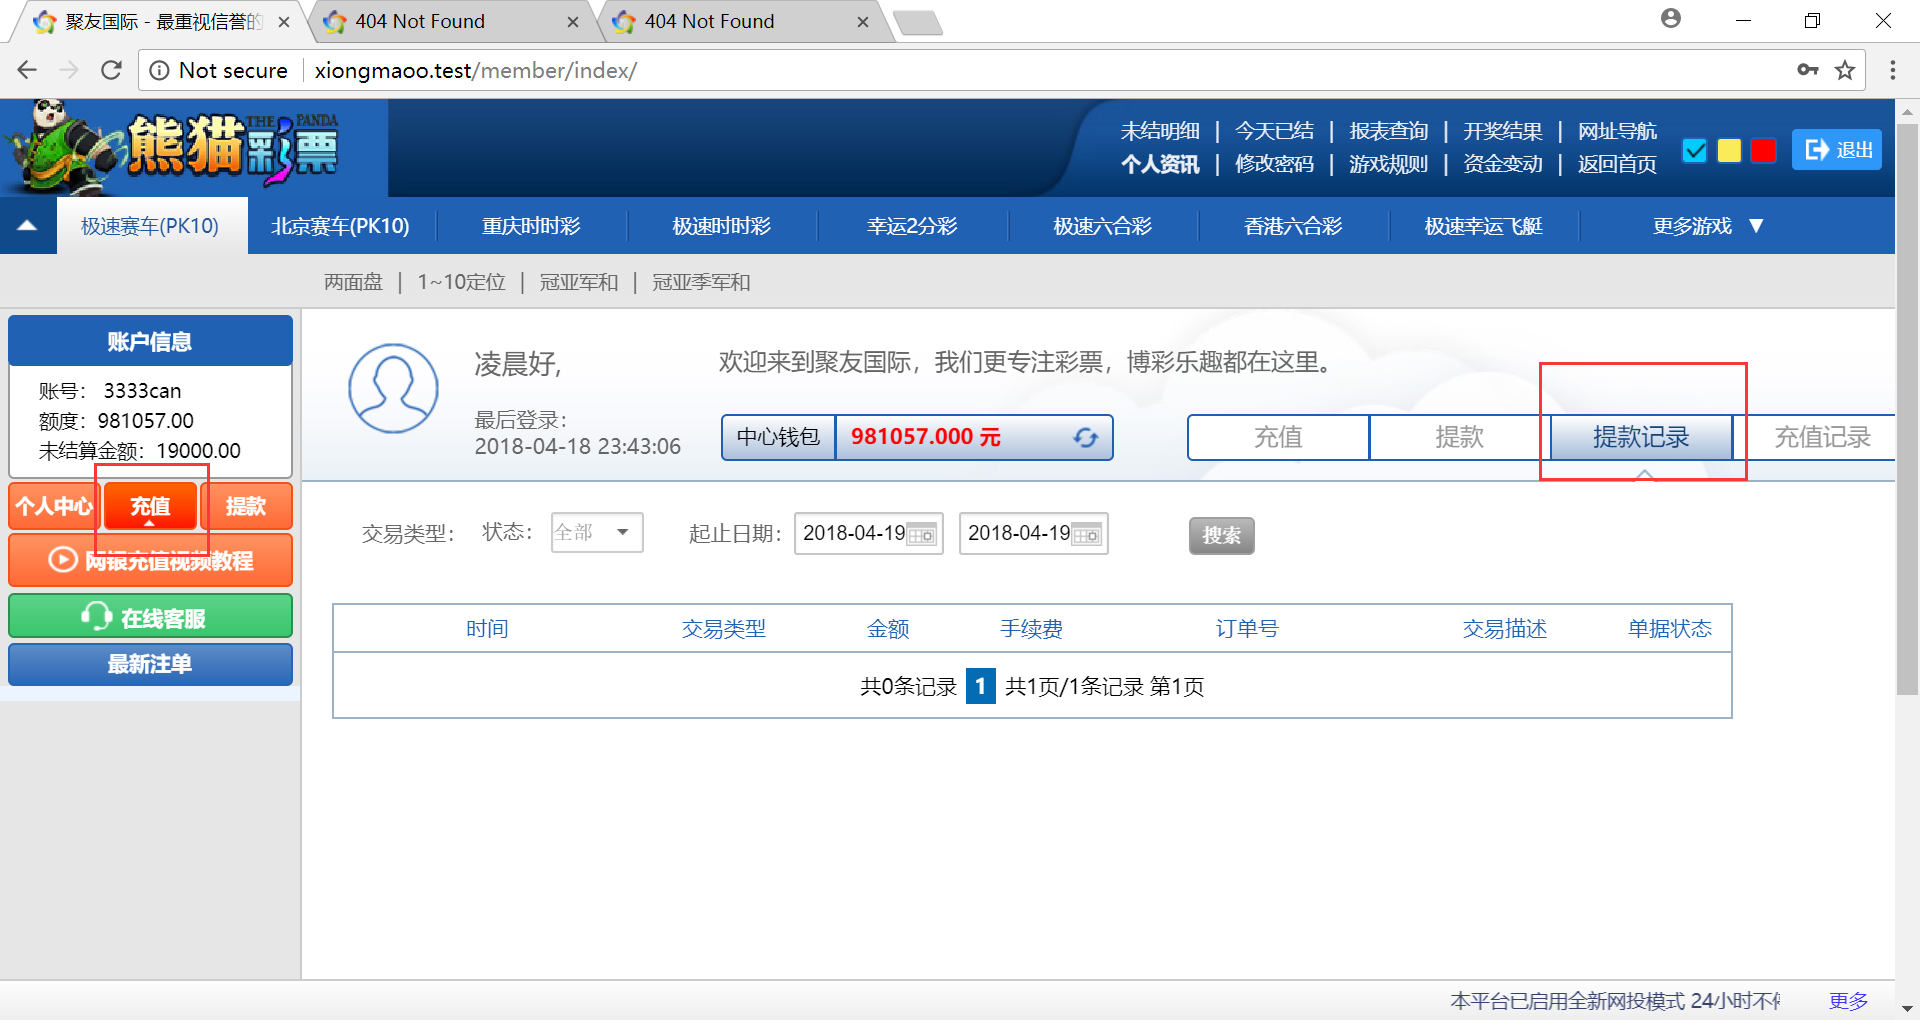 聚友国际 - 最重视信誉的
404 Not Found
404 Not Found
Not secure
xiongmaoo.test/member/index/
熊猫彩票
THE PANDA
未结明细 | 今天已结 | 报表查询 | 开奖结果 | 网址导航
个人资讯 | 修改密码 | 游戏规则 | 资金变动 | 返回首页
退出
极速赛车(PK10) 北京赛车(PK10) 重庆时时彩 极速时时彩 幸运2分彩 极速六合彩 香港六合彩 极速幸运飞艇 更多游戏 ▼
两面盘 | 1~10定位 | 冠亚军和 | 冠亚季军和
账户信息
账号： 3333can
额度：981057.00
未结算金额：19000.00
个人中心 充值 提款
网银充值视频教程
在线客服
最新注单
凌晨好,
最后登录：
2018-04-18 23:43:06
欢迎来到聚友国际，我们更专注彩票，博彩乐趣都在这里。
中心钱包 981057.000 元
充值 提款 提款记录 充值记录
交易类型： 状态： 全部 起止日期： 2018-04-19 2018-04-19 搜索
时间 交易类型 金额 手续费 订单号 交易描述 单据状态
共0条记录 1 共1页/1条记录 第1页
本平台已启用全新网投模式 24小时不 更多